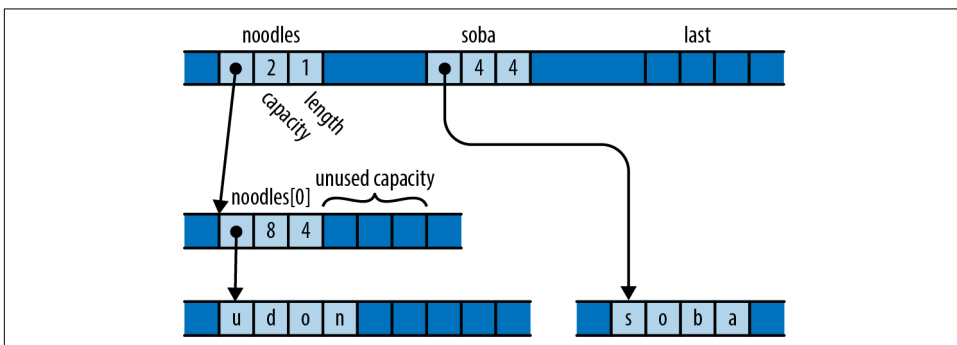 noodles soba last
2 1 4 4
capacity length
noodles[0] unused capacity
8 4
u d o n s o b a